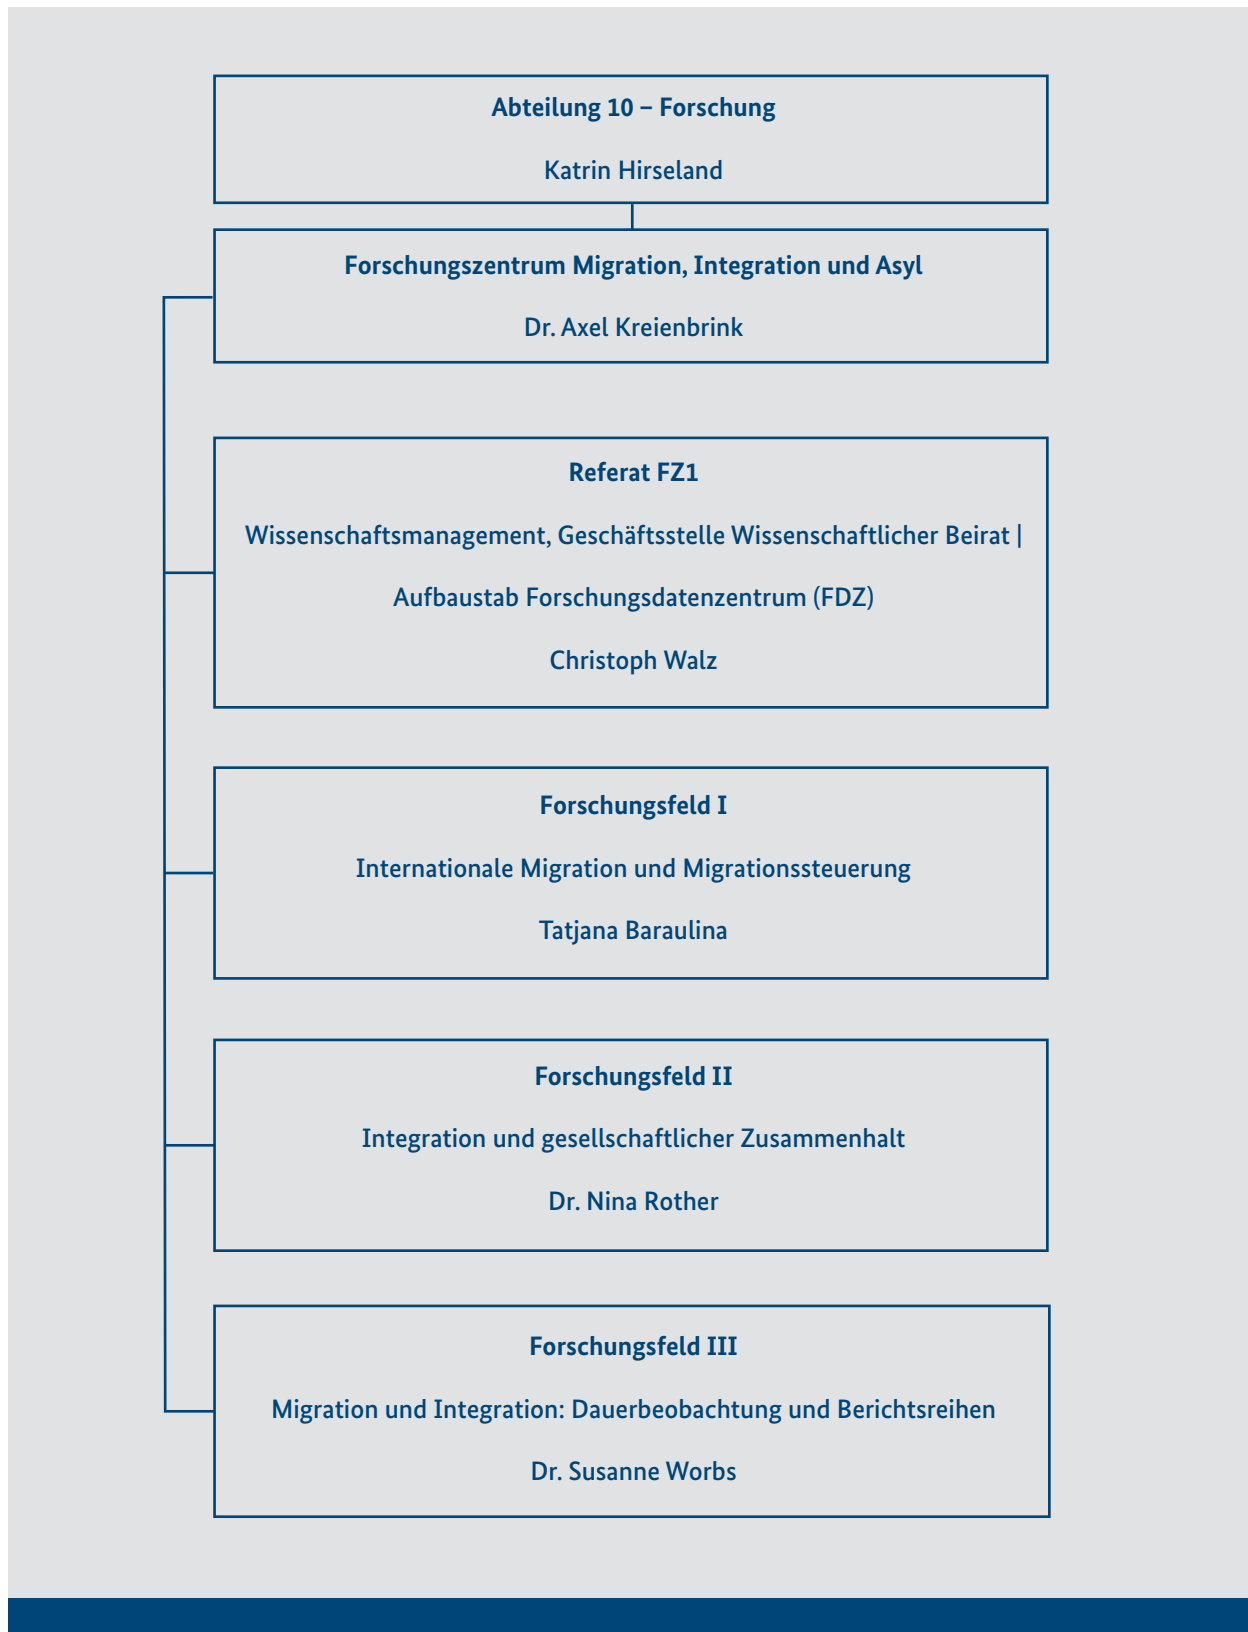 Abteilung 10 – Forschung
Katrin Hirseland
Forschungszentrum Migration, Integration und Asyl
Dr. Axel Kreienbrink
Referat FZ1
Wissenschaftsmanagement, Geschäftsstelle Wissenschaftlicher Beirat |
Aufbaustab Forschungsdatenzentrum (FDZ)
Christoph Walz
Forschungsfeld I
Internationale Migration und Migrationssteuerung
Tatjana Baraulina
Forschungsfeld II
Integration und gesellschaftlicher Zusammenhalt
Dr. Nina Rother
Forschungsfeld III
Migration und Integration: Dauerbeobachtung und Berichtsreihen
Dr. Susanne Worbs